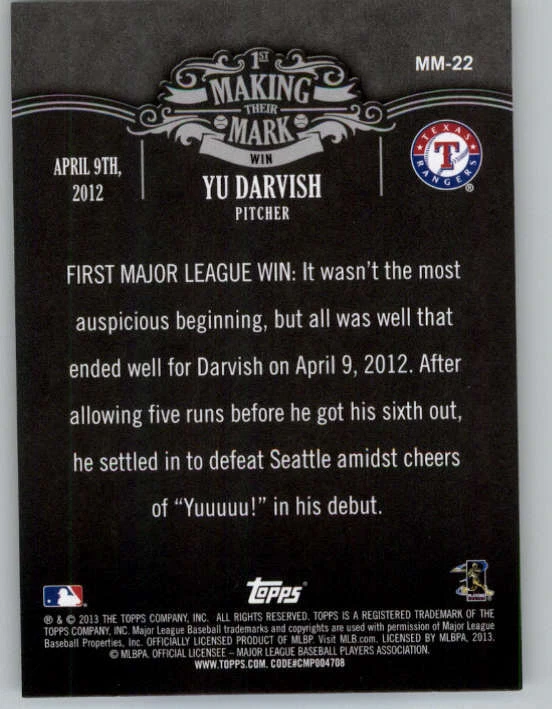 MM-22
1ST
MAKING
THEIR
MARK
WIN
TEXAS
T
RANGERS
®
APRIL 9TH,
2012
YU DARVISH
PITCHER
FIRST MAJOR LEAGUE WIN: It wasn't the most
auspicious beginning, but all was well that
ended well for Darvish on April 9, 2012. After
allowing five runs before he got his sixth out,
he settled in to defeat Seattle amidst cheers
of “Yuuuuu!” in his debut.
Topps®
® & © 2013 THE TOPPS COMPANY, INC. ALL RIGHTS RESERVED. TOPPS IS A REGISTERED TRADEMARK OF THE
TOPPS COMPANY, INC. Major League Baseball trademarks and copyrights are used with permission of Major League
Baseball Properties, Inc. OFFICIALLY LICENSED PRODUCT OF MLBP. Visit MLB.com. LICENSED BY MLBPA, 2013.
© MLBPA. OFFICIAL LICENSEE – MAJOR LEAGUE BASEBALL PLAYERS ASSOCIATION.
WWW.TOPPS.COM. CODE#CMP004708